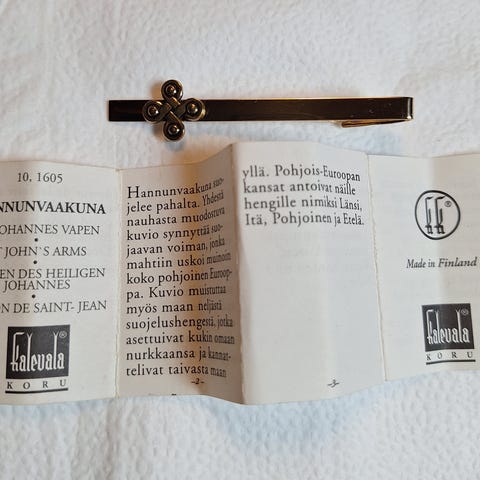 10, 1605
NNUNVAAKUNA
OHANNES VAPEN
•
T JOHN`S ARMS
•
EN DES HEILIGEN
JOHANNES
•
ON DE SAINT- JEAN
Kalevala®
KORU
Hannunvaakuna suo-
jelee pahalta. Yhdestä
nauhasta muodostuva
kuvio synnyttää suo-
jaavan voiman, jonka
mahtiin uskoi muinoin
koko pohjoinen Euroop-
pa. Kuvio muistuttaa
myös maan neljästä
suojelushengestä, jotka
asettuivat kukin omaan
nurkkaansa ja kannat-
telivat taivasta maan
–2–
yllä. Pohjois-Euroopan
kansat antoivat näille
hengille nimiksi Länsi,
Itä, Pohjoinen ja Etelä.
–3–
®
Made in Finland
Kalevala®
KORU